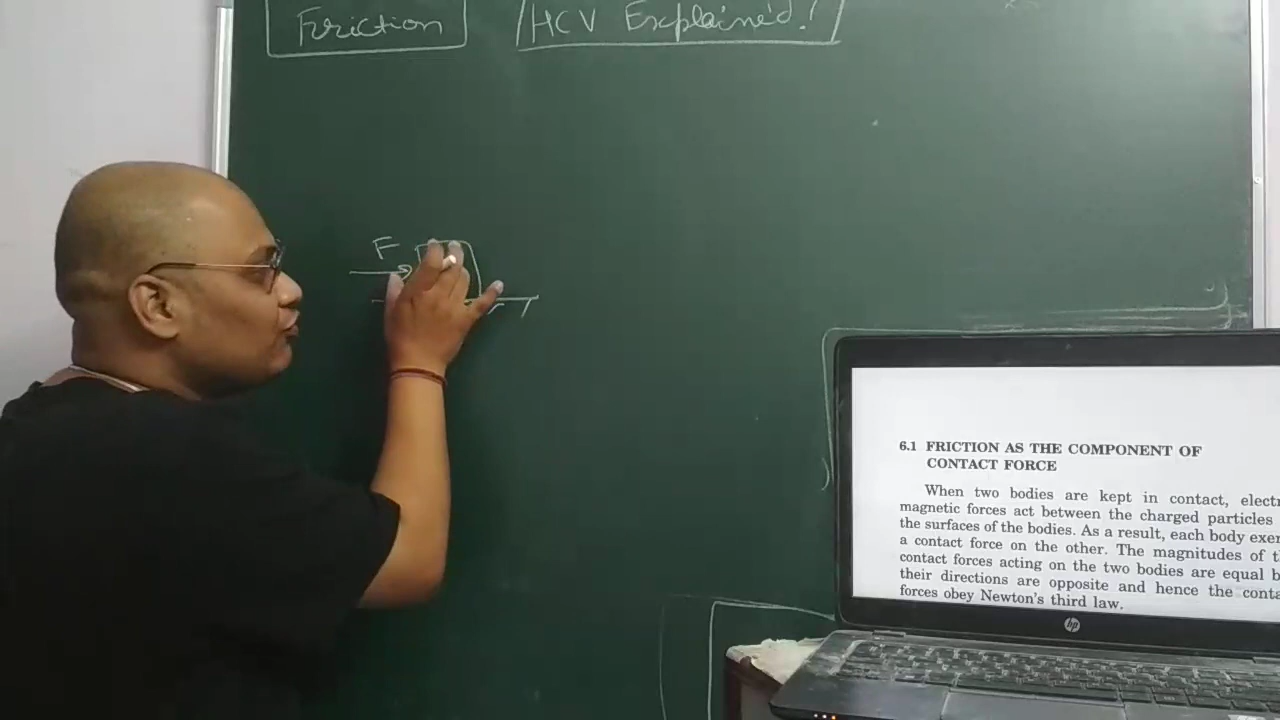 Friction
HCV Explained!
F
6.1 FRICTION AS THE COMPONENT OF
CONTACT FORCE
When two bodies are kept in contact, electr
magnetic forces act between the charged particles
the surfaces of the bodies. As a result, each body exer
a contact force on the other. The magnitudes of t
contact forces acting on the two bodies are equal b
their directions are opposite and hence the conta
forces obey Newton's third law.
hp